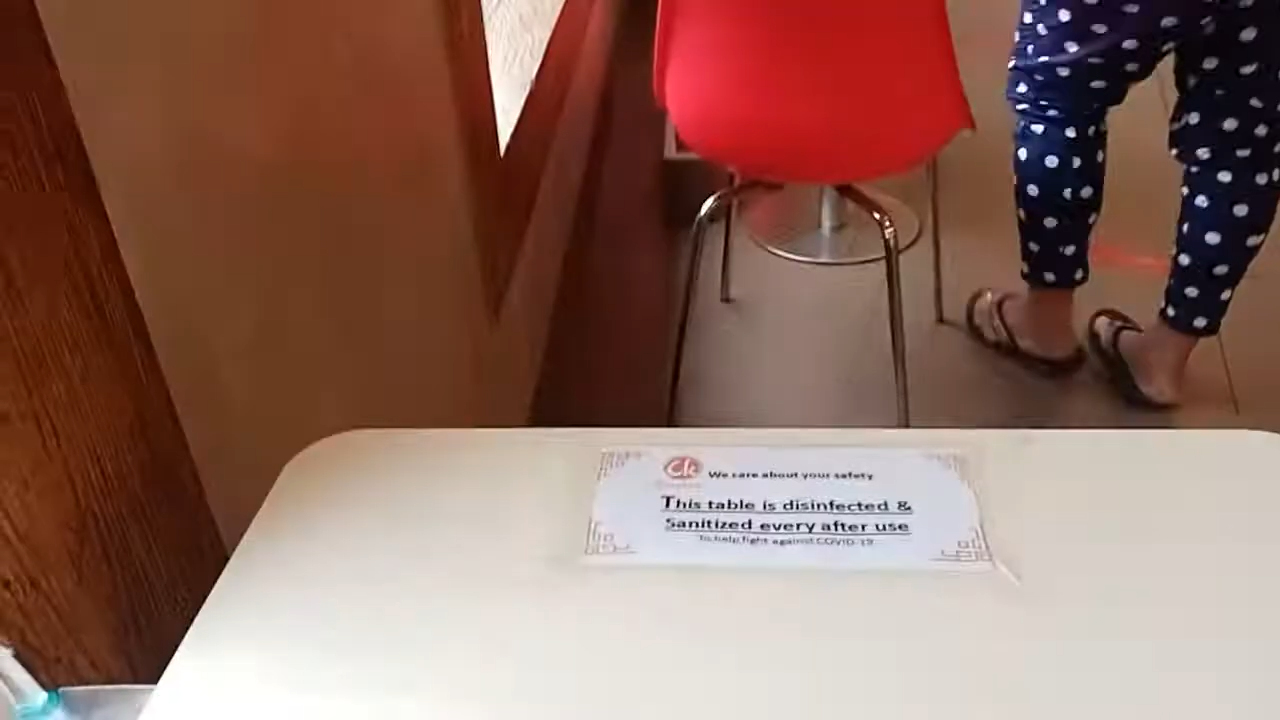 Ck
We care about your safety
This table is disinfected &
Sanitized every after use
To help fight against COVID-19